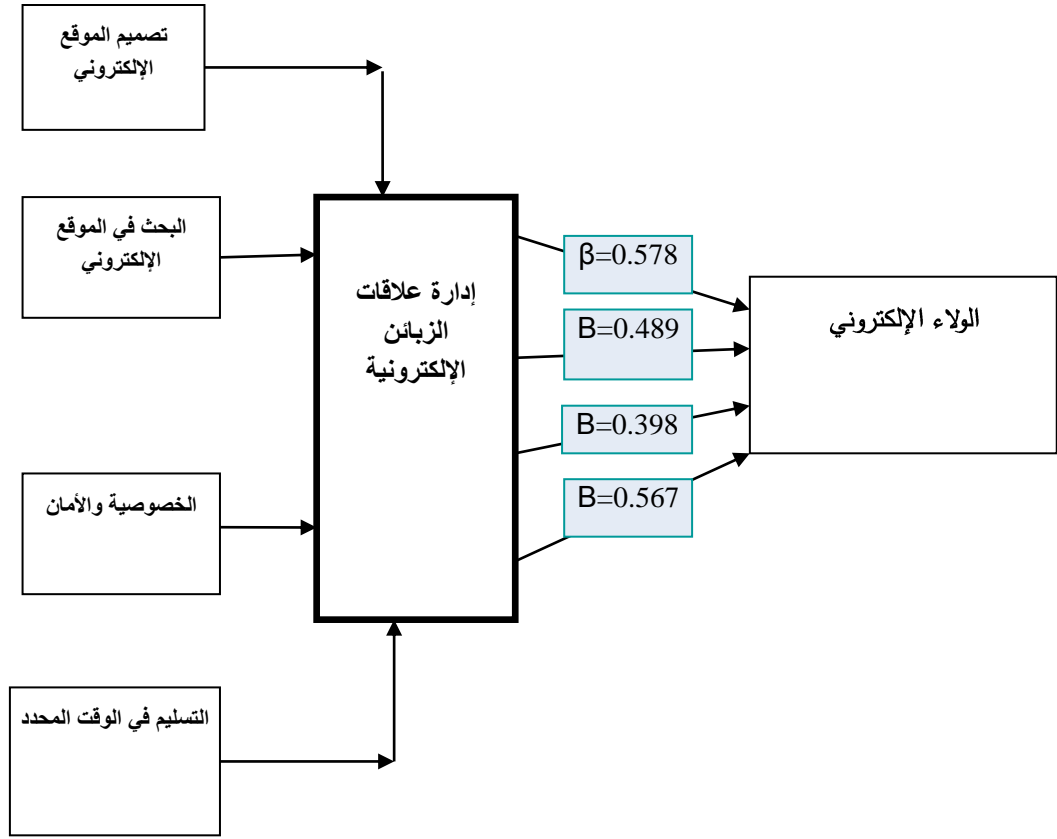 تصميم الموقع
الإلكتروني
البحث في الموقع
الإلكتروني
الخصوصية والأمان
التسليم في الوقت المحدد
إدارة علاقات
الزبائن
الإلكترونية
β=0.578
B=0.489
B=0.398
B=0.567
الولاء الإلكتروني